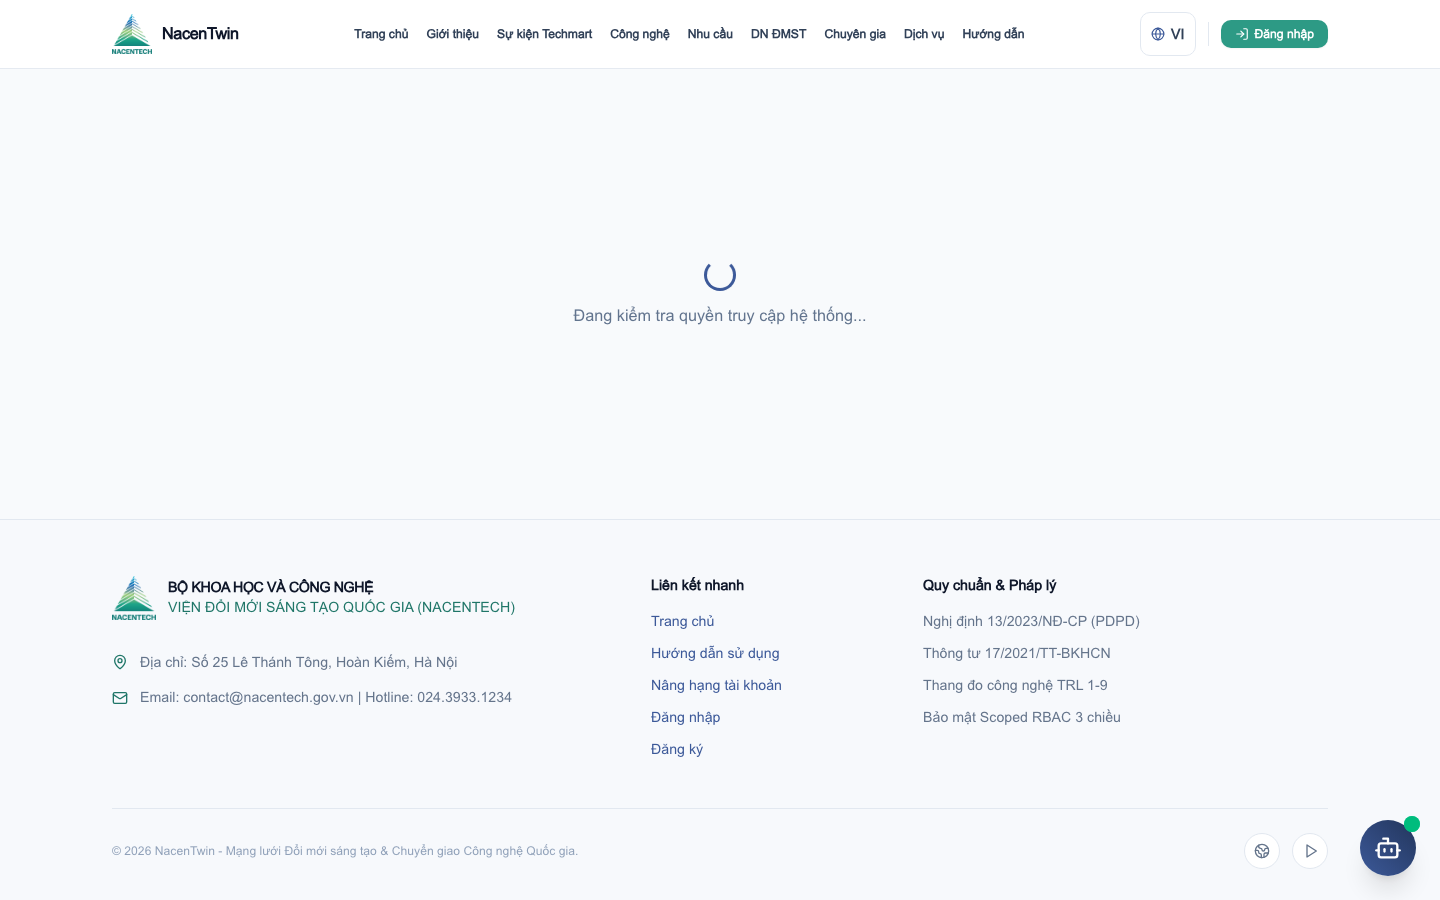 NACENTECH
NacenTwin
Trang chủ
Giới thiệu
Sự kiện Techmart
Công nghệ
Nhu cầu
DN ĐMST
Chuyên gia
Dịch vụ
Hướng dẫn
VI
Đăng nhập
Đang kiểm tra quyền truy cập hệ thống...
NACENTECH
BỘ KHOA HỌC VÀ CÔNG NGHỆ
VIỆN ĐỔI MỚI SÁNG TẠO QUỐC GIA (NACENTECH)
Địa chỉ: Số 25 Lê Thánh Tông, Hoàn Kiếm, Hà Nội
Email: contact@nacentech.gov.vn | Hotline: 024.3933.1234
Liên kết nhanh
Trang chủ
Hướng dẫn sử dụng
Nâng hạng tài khoản
Đăng nhập
Đăng ký
Quy chuẩn & Pháp lý
Nghị định 13/2023/NĐ-CP (PDPD)
Thông tư 17/2021/TT-BKHCN
Thang đo công nghệ TRL 1-9
Bảo mật Scoped RBAC 3 chiều
© 2026 NacenTwin - Mạng lưới Đổi mới sáng tạo & Chuyển giao Công nghệ Quốc gia.